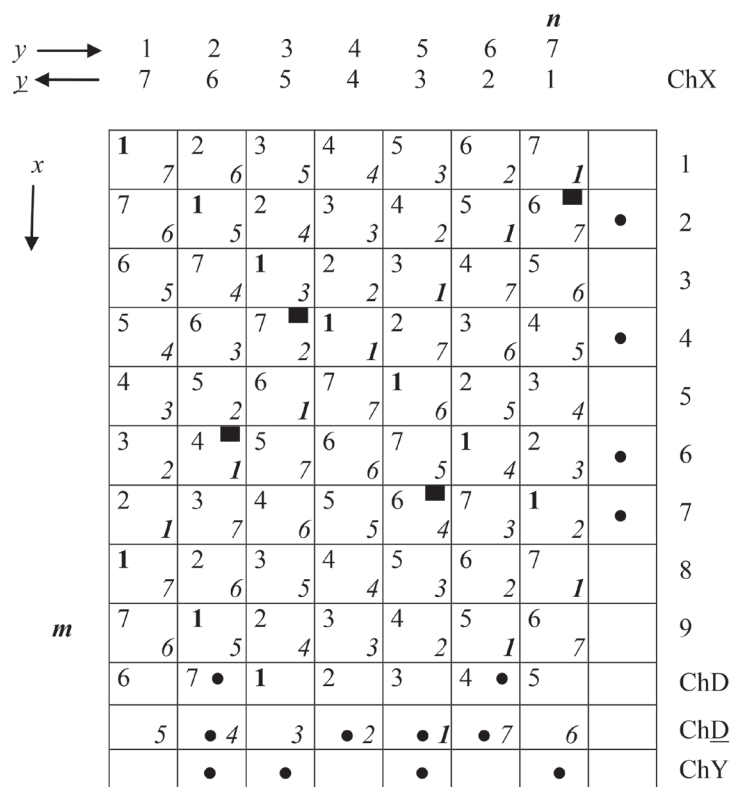 n
y 1 2 3 4 5 6 7
y 7 6 5 4 3 2 1 ChX
x
1 7 2 6 3 5 4 4 5 3 6 2 7 1 1
7 6 1 5 2 4 3 3 4 2 5 1 6 7 2
6 5 7 4 1 3 2 2 3 1 4 7 5 6 3
5 4 6 3 7 2 1 1 2 7 3 6 4 5 4
4 3 5 2 6 1 7 7 1 6 2 5 3 4 5
3 2 4 1 5 7 6 6 7 5 1 4 2 3 6
2 1 3 7 4 6 5 5 6 4 7 3 1 2 7
1 7 2 6 3 5 4 4 5 3 6 2 7 1 8
m 7 6 1 5 2 4 3 3 4 2 5 1 6 7 9
6 7 1 2 3 4 5 ChD
5 4 3 2 1 7 6 ChD
ChY